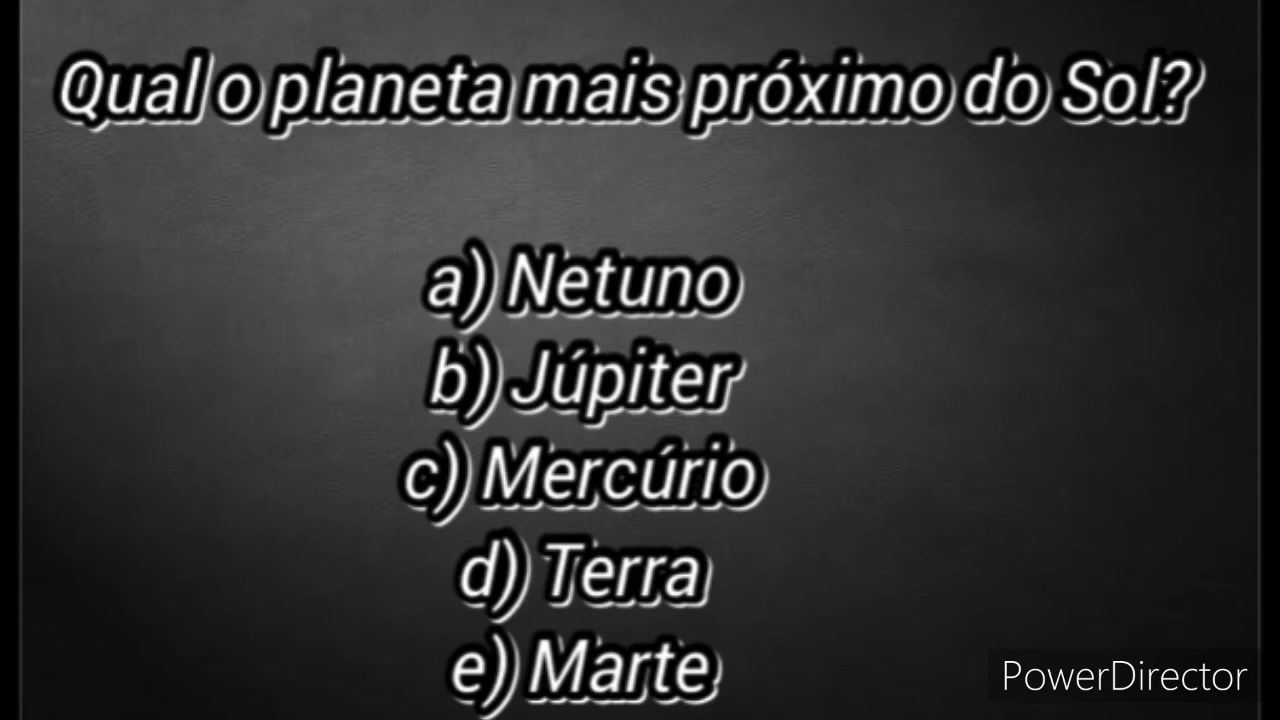 Qual o planeta mais próximo do Sol?
a) Netuno
b) Júpiter
c) Mercúrio
d) Terra
e) Marte
PowerDirector